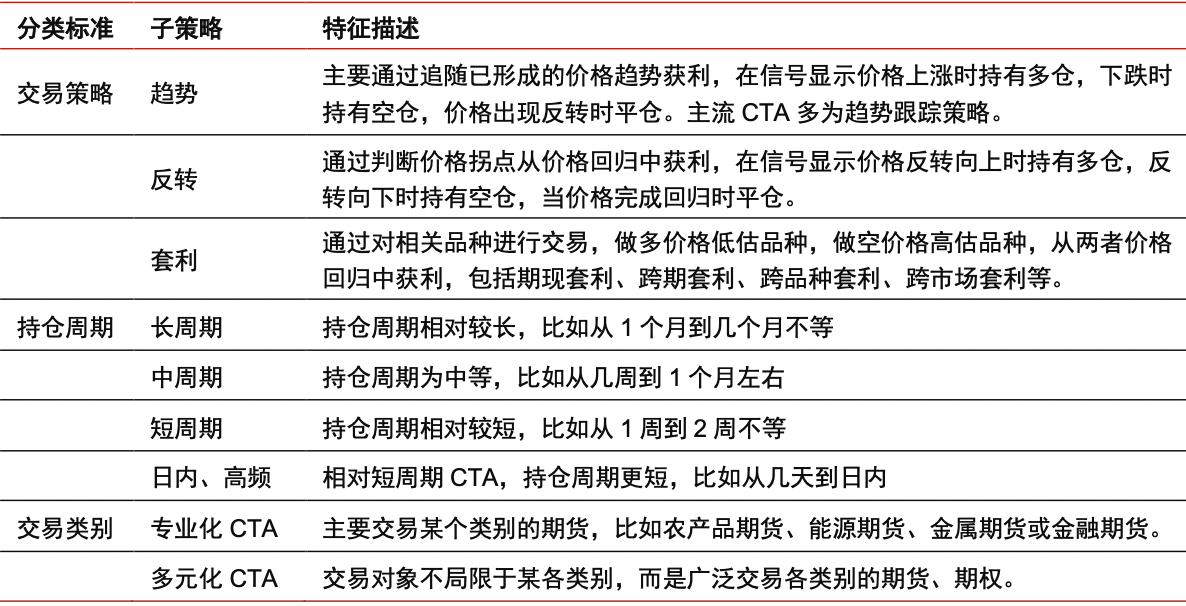 分类标准 子策略 特征描述
交易策略 趋势 主要通过追随已形成的价格趋势获利，在信号显示价格上涨时持有多仓，下跌时
持有空仓，价格出现反转时平仓。主流 CTA 多为趋势跟踪策略。
反转 通过判断价格拐点从价格回归中获利，在信号显示价格反转向上时持有多仓，反
转向下时持有空仓，当价格完成回归时平仓。
套利 通过对相关品种进行交易，做多价格低估品种，做空价格高估品种，从两者价格
回归中获利，包括期现套利、跨期套利、跨品种套利、跨市场套利等。
持仓周期 长周期 持仓周期相对较长，比如从 1 个月到几个月不等
中周期 持仓周期为中等，比如从几周到 1 个月左右
短周期 持仓周期相对较短，比如从 1 周到 2 周不等
日内、高频 相对短周期 CTA，持仓周期更短，比如从几天到日内
交易类别 专业化 CTA 主要交易某个类别的期货，比如农产品期货、能源期货、金属期货或金融期货。
多元化 CTA 交易对象不局限于某各类别，而是广泛交易各类别的期货、期权。